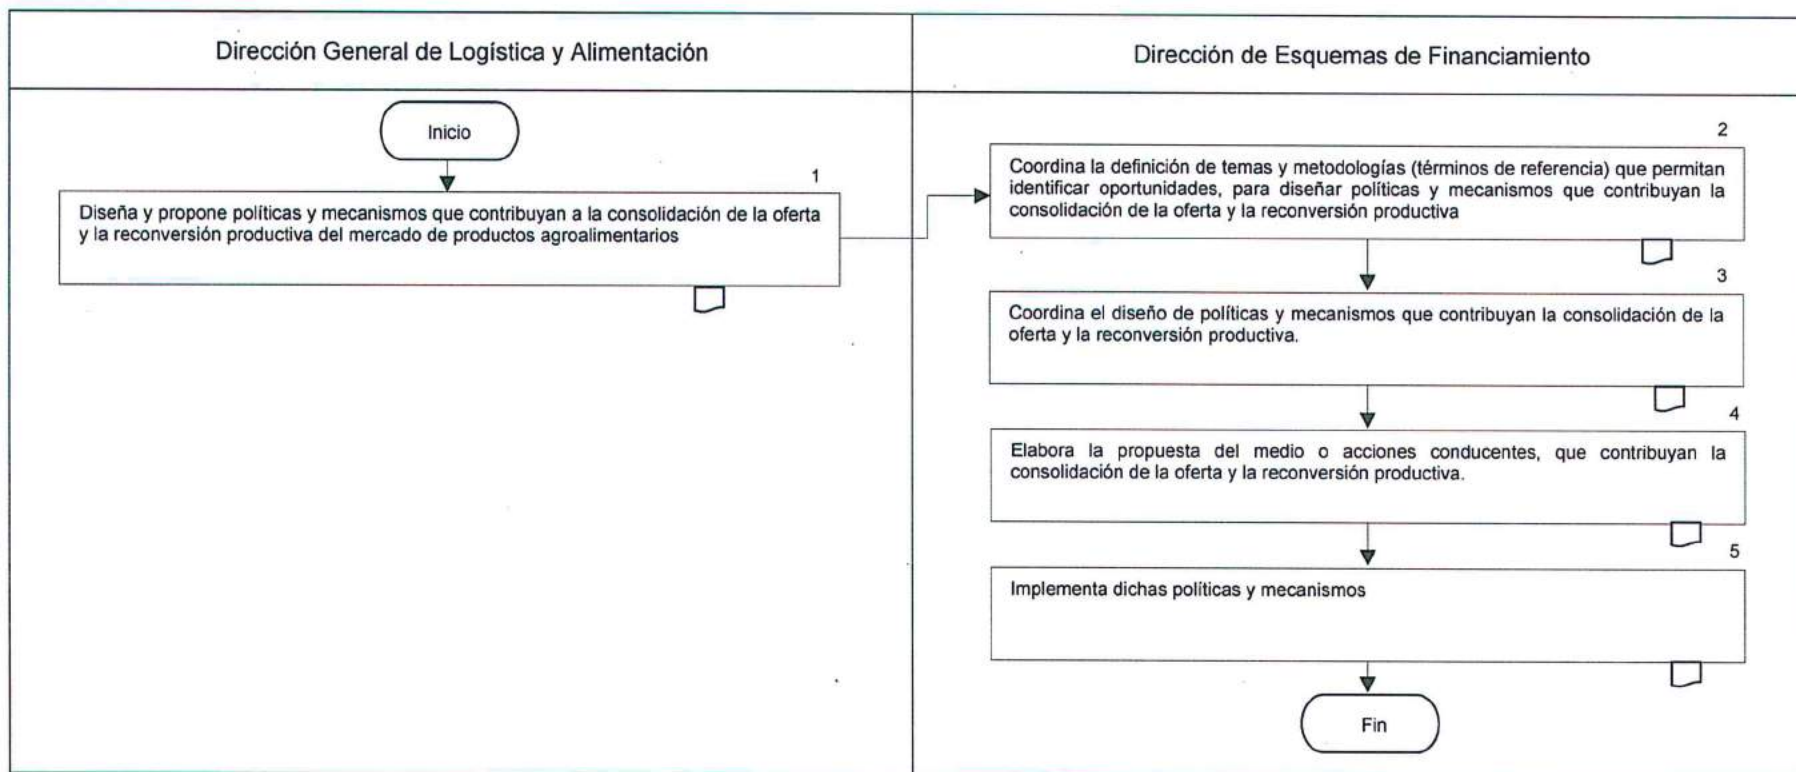 Dirección General de Logística y Alimentación
Dirección de Esquemas de Financiamiento
Inicio
1
Diseña y propone políticas y mecanismos que contribuyan a la consolidación de la oferta
y la reconversión productiva del mercado de productos agroalimentarios
2
Coordina la definición de temas y metodologías (términos de referencia) que permitan
identificar oportunidades, para diseñar políticas y mecanismos que contribuyan la
consolidación de la oferta y la reconversión productiva
3
Coordina el diseño de políticas y mecanismos que contribuyan la consolidación de la
oferta y la reconversión productiva.
4
Elabora la propuesta del medio o acciones conducentes, que contribuyan la
consolidación de la oferta y la reconversión productiva.
5
Implementa dichas políticas y mecanismos
Fin